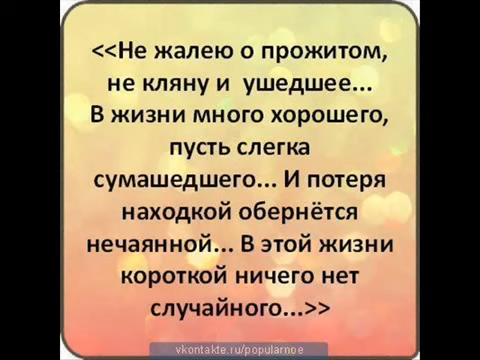 <<Не жалею о прожитом,
не кляну и ушедшее...
В жизни много хорошего,
пусть слегка
сумашедшего... И потеря
находкой обернётся
нечаянной... В этой жизни
короткой ничего нет
случайного...>>
vkontakte.ru/popularnoe